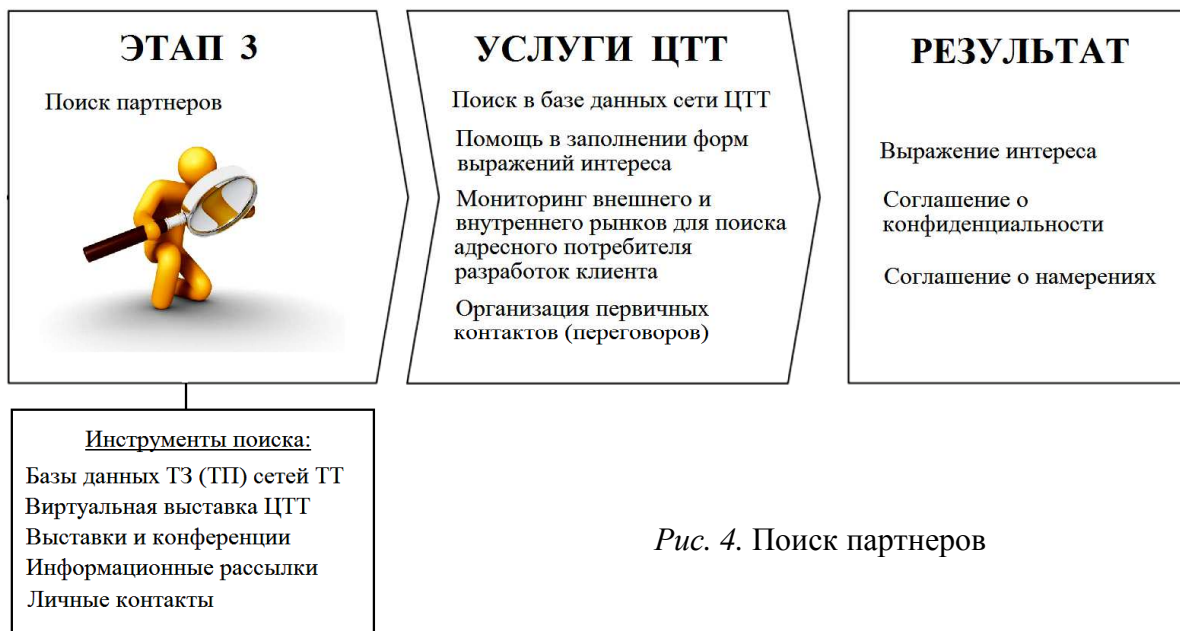 ЭТАП 3
Поиск партнеров
УСЛУГИ ЦТТ
Поиск в базе данных сети ЦТТ
Помощь в заполнении форм
выражений интереса
Мониторинг внешнего и
внутреннего рынков для поиска
адресного потребителя
разработок клиента
Организация первичных
контактов (переговоров)
РЕЗУЛЬТАТ
Выражение интереса
Соглашение о
конфиденциальности
Соглашение о намерениях
Инструменты поиска:
Базы данных ТЗ (ТП) сетей ТТ
Виртуальная выставка ЦТТ
Выставки и конференции
Информационные рассылки
Личные контакты
Рис. 4. Поиск партнеров